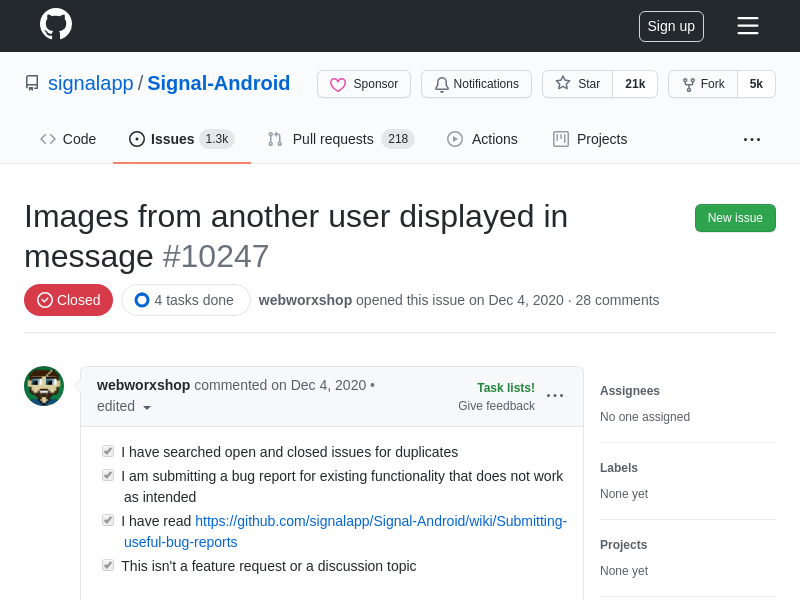 Sign up
signalapp / Signal-Android
Sponsor
Notifications
Star 21k
Fork 5k
Code
Issues 1.3k
Pull requests 218
Actions
Projects
Images from another user displayed in
message #10247
New issue
Closed
4 tasks done
webworxshop opened this issue on Dec 4, 2020 · 28 comments
webworxshop commented on Dec 4, 2020 •
edited
Task lists!
Give feedback
I have searched open and closed issues for duplicates
I am submitting a bug report for existing functionality that does not work
as intended
I have read https://github.com/signalapp/Signal-Android/wiki/Submitting-
useful-bug-reports
This isn't a feature request or a discussion topic
Assignees
No one assigned
Labels
None yet
Projects
None yet